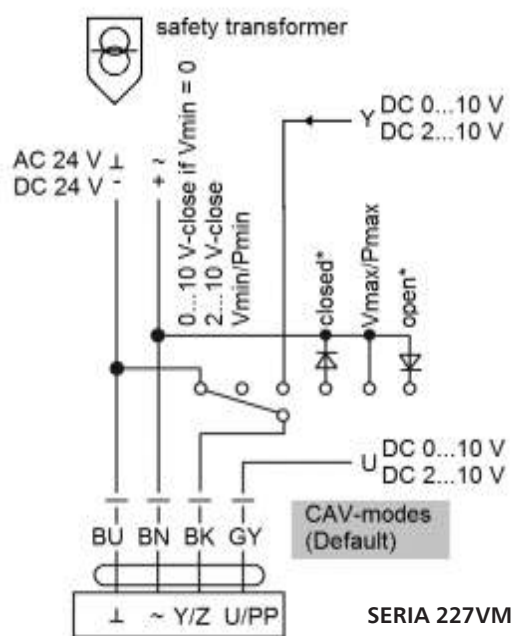 safety transformer
0...10 V-close if Vmin = 0
2...10 V-close
Vmin/Pmin
Y DC 0...10 V
DC 2...10 V
AC 24 V ⊥ ~
DC 24 V - +
closed*
Vmax/Pmax
open*
U DC 0...10 V
DC 2...10 V
BU BN BK GY
CAV-modes
(Default)
⊥ ~ Y/Z U/PP
SERIA 227VM